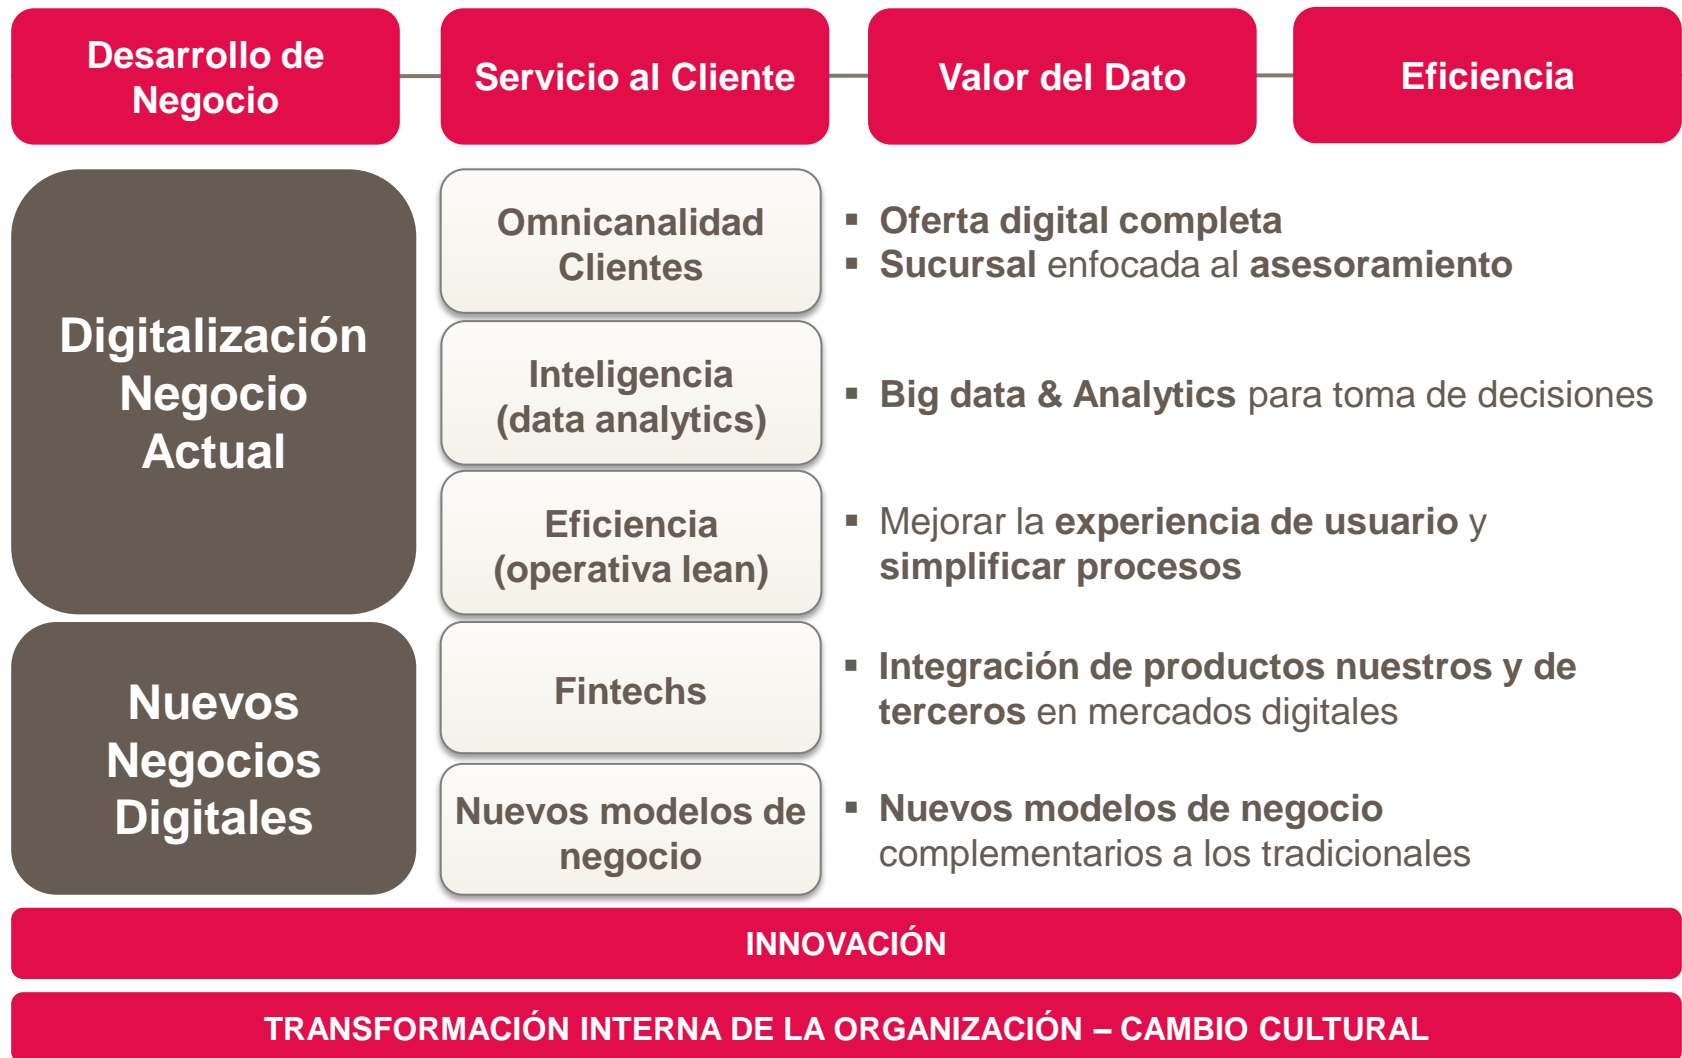 Desarrollo de
Negocio
Servicio al Cliente
Valor del Dato
Eficiencia
Digitalización
Negocio
Actual
Omnicanalidad
Clientes
▪ Oferta digital completa
▪ Sucursal enfocada al asesoramiento
Inteligencia
(data analytics)
▪ Big data & Analytics para toma de decisiones
Eficiencia
(operativa lean)
▪ Mejorar la experiencia de usuario y
simplificar procesos
Nuevos
Negocios
Digitales
Fintechs
▪ Integración de productos nuestros y de
terceros en mercados digitales
Nuevos modelos de
negocio
▪ Nuevos modelos de negocio
complementarios a los tradicionales
INNOVACIÓN
TRANSFORMACIÓN INTERNA DE LA ORGANIZACIÓN – CAMBIO CULTURAL